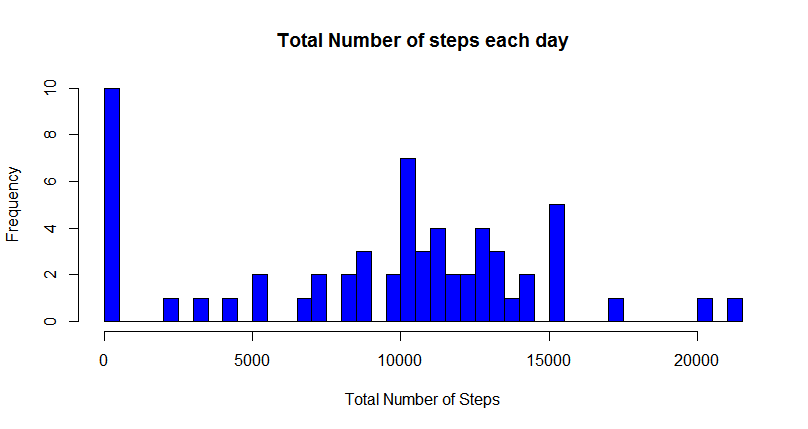 Total Number of steps each day
Frequency
10
8
6
4
2
0
0 5000 10000 15000 20000
Total Number of Steps